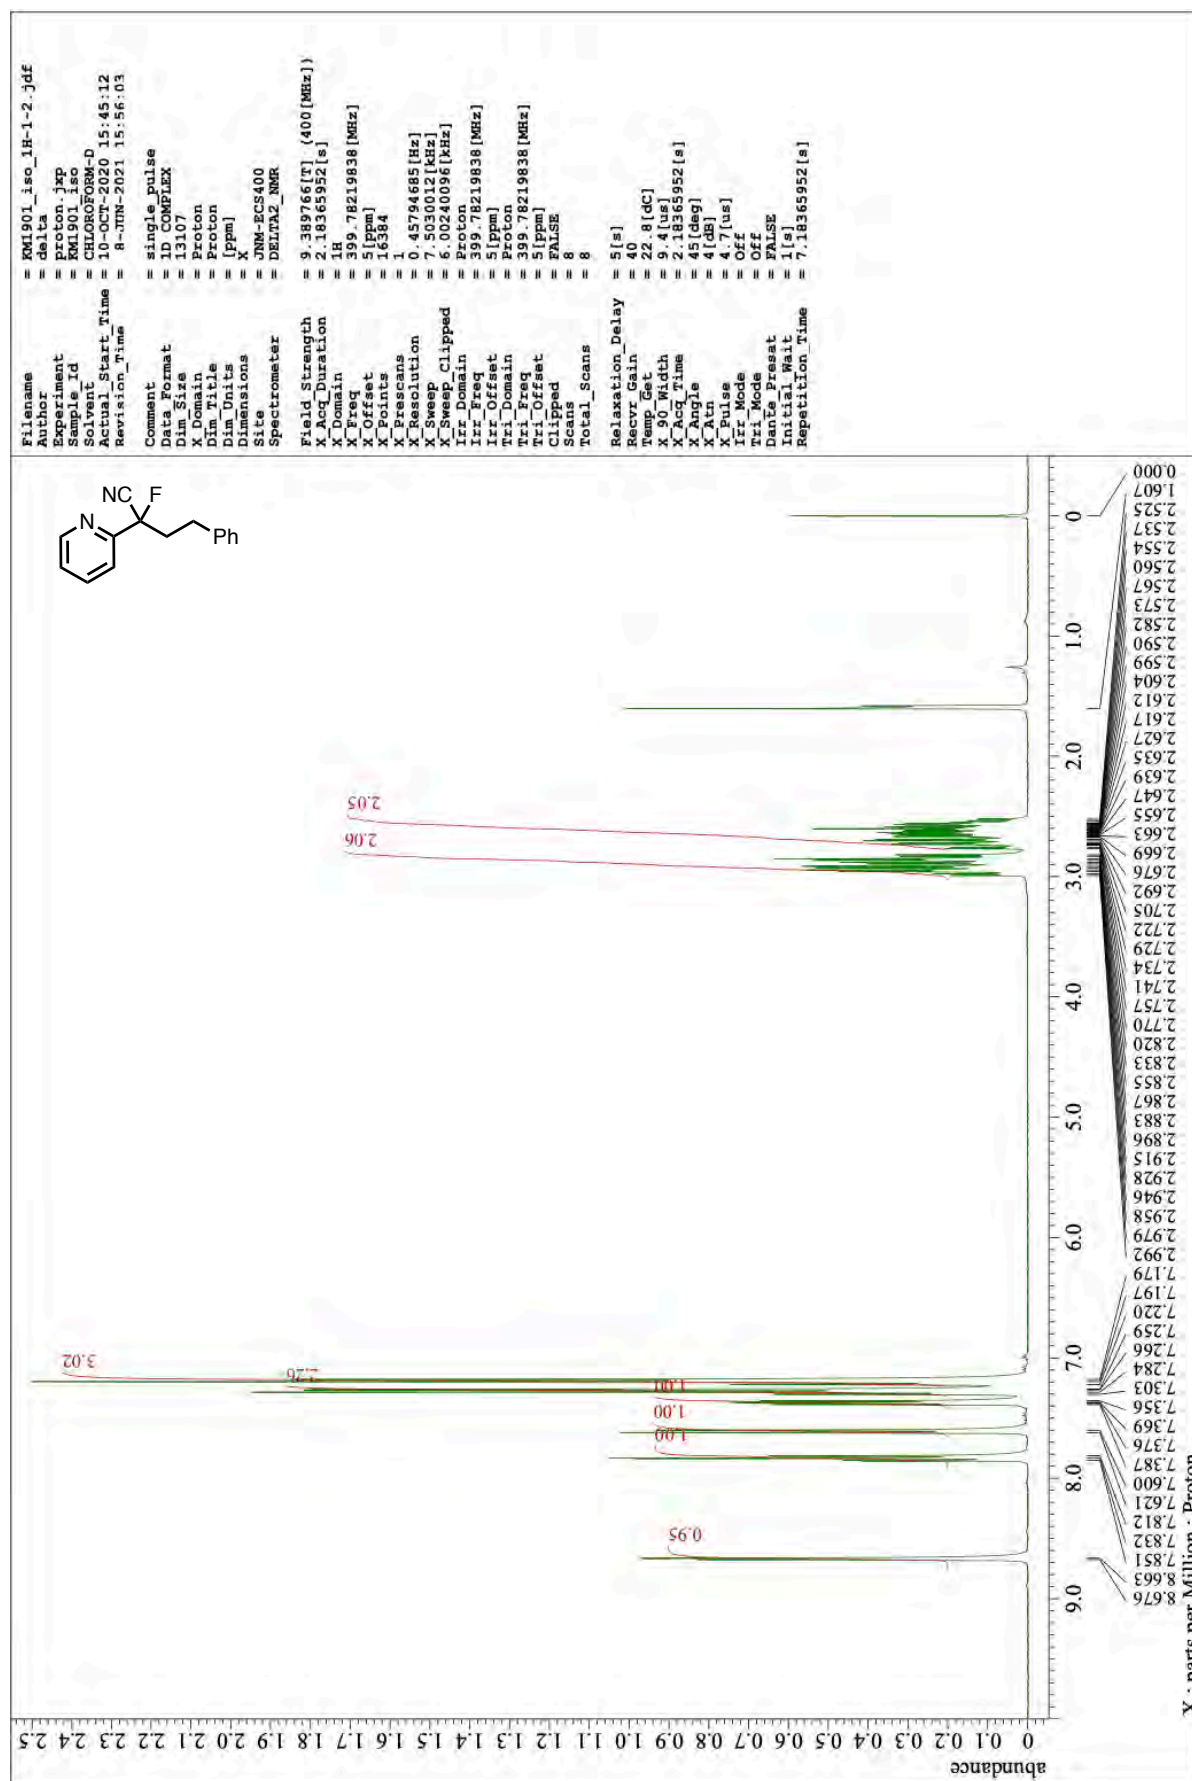 Filename = KM1901_iso_1H-1-2.jdf
Author = delta
Experiment = proton.jxp
Sample_Id = KM1901_iso
Solvent = CHLOROFORM-D
Actual_Start_Time = 10-OCT-2020 15:45:12
Revision_Time = 8-JUN-2021 15:56:03
Comment = single_pulse
Data_Format = 1D COMPLEX
Dim_Size = 13107
X_Domain = Proton
Dim_Title = Proton
Dim_Units = [ppm]
Dimensions = X
Site = JNM-ECS400
Spectrometer = DELTA2_NMR
Field_Strength = 9.389766[T] (400[MHz])
X_Acq_Duration = 2.18365952[s]
X_Domain = 1H
X_Freq = 399.78219838[MHz]
X_Offset = 5[ppm]
X_Points = 16384
X_Prescans = 1
X_Resolution = 0.45794685[Hz]
X_Sweep = 7.5030012[kHz]
X_Sweep_Clipped = 6.00240096[kHz]
Irr_Domain = Proton
Irr_Freq = 399.78219838[MHz]
Irr_Offset = 5[ppm]
Tri_Domain = Proton
Tri_Freq = 399.78219838[MHz]
Tri_Offset = 5[ppm]
Clipped = FALSE
Scans = 8
Total_Scans = 8
Relaxation_Delay = 5[s]
Recvr_Gain = 40
Temp_Get = 22.8[dC]
X_90_Width = 9.4[us]
X_Acq_Time = 2.18365952[s]
X_Angle = 45[deg]
X_Atn = 4[dB]
X_Pulse = 4.7[us]
Irr_Mode = Off
Tri_Mode = Off
Dante_Presat = FALSE
Initial_Wait = 1[s]
Repetition_Time = 7.18365952[s]
NC F
N
Ph
abundance
0 0.1 0.2 0.3 0.4 0.5 0.6 0.7 0.8 0.9 1.0 1.1 1.2 1.3 1.4 1.5 1.6 1.7 1.8 1.9 2.0 2.1 2.2 2.3 2.4 2.5
0.95
1.00
1.00
1.00
3.02
2.06
2.05
9.0 8.0 7.0 6.0 5.0 4.0 3.0 2.0 1.0 0
8.676
8.663
7.851
7.832
7.812
7.621
7.600
7.387
7.376
7.369
7.356
7.303
7.284
7.266
7.259
7.220
7.197
7.179
2.992
2.979
2.958
2.946
2.928
2.915
2.896
2.883
2.867
2.855
2.833
2.820
2.770
2.757
2.741
2.734
2.729
2.722
2.705
2.692
2.676
2.669
2.663
2.655
2.647
2.639
2.635
2.627
2.617
2.612
2.604
2.599
2.590
2.582
2.573
2.567
2.560
2.554
2.537
2.525
1.607
0.000
X : parts per Million : Proton